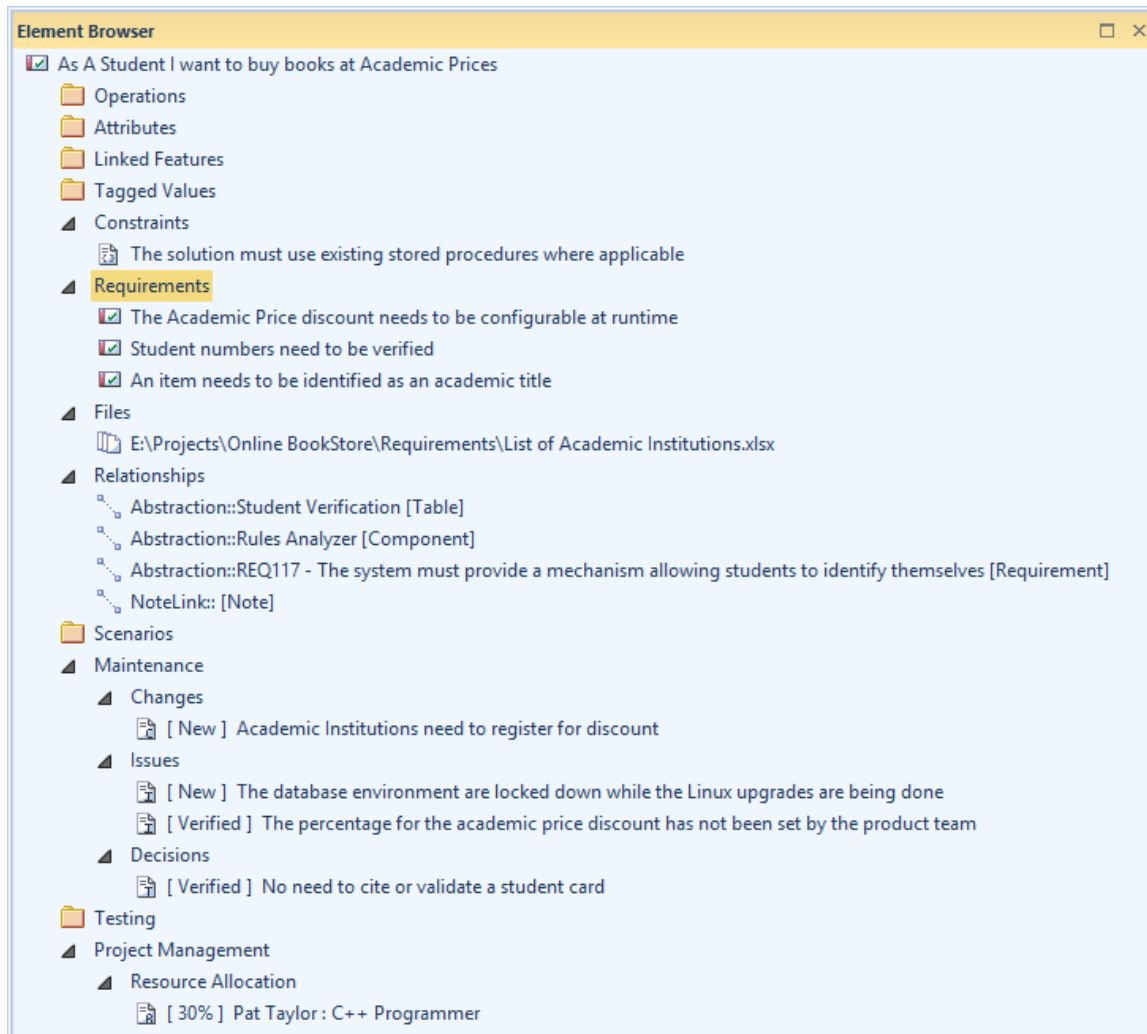 Element Browser
As A Student I want to buy books at Academic Prices
Operations
Attributes
Linked Features
Tagged Values
Constraints
The solution must use existing stored procedures where applicable
Requirements
The Academic Price discount needs to be configurable at runtime
Student numbers need to be verified
An item needs to be identified as an academic title
Files
E:\Projects\Online BookStore\Requirements\List of Academic Institutions.xlsx
Relationships
Abstraction::Student Verification [Table]
Abstraction::Rules Analyzer [Component]
Abstraction::REQ117 - The system must provide a mechanism allowing students to identify themselves [Requirement]
NoteLink:: [Note]
Scenarios
Maintenance
Changes
[ New ] Academic Institutions need to register for discount
Issues
[ New ] The database environment are locked down while the Linux upgrades are being done
[ Verified ] The percentage for the academic price discount has not been set by the product team
Decisions
[ Verified ] No need to cite or validate a student card
Testing
Project Management
Resource Allocation
[ 30% ] Pat Taylor : C++ Programmer